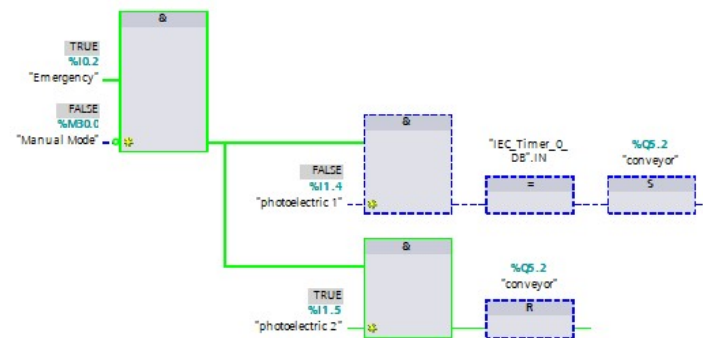 &
TRUE
%I0.2
"Emergency"
FALSE
%M30.0
"Manual Mode"
&
FALSE
%I1.4
"photoelectric 1"
"IEC_Timer_0_
DB".IN
=
%Q5.2
"conveyor"
S
&
TRUE
%I1.5
"photoelectric 2"
%Q5.2
"conveyor"
R